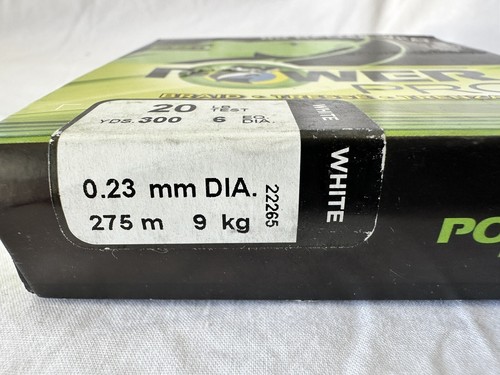 POWER
PRO
20 LB. TEST
YDS. 300 6 EQ. DIA.
WHITE
0.23 mm DIA.
275 m 9 kg
22265
WHITE
PO